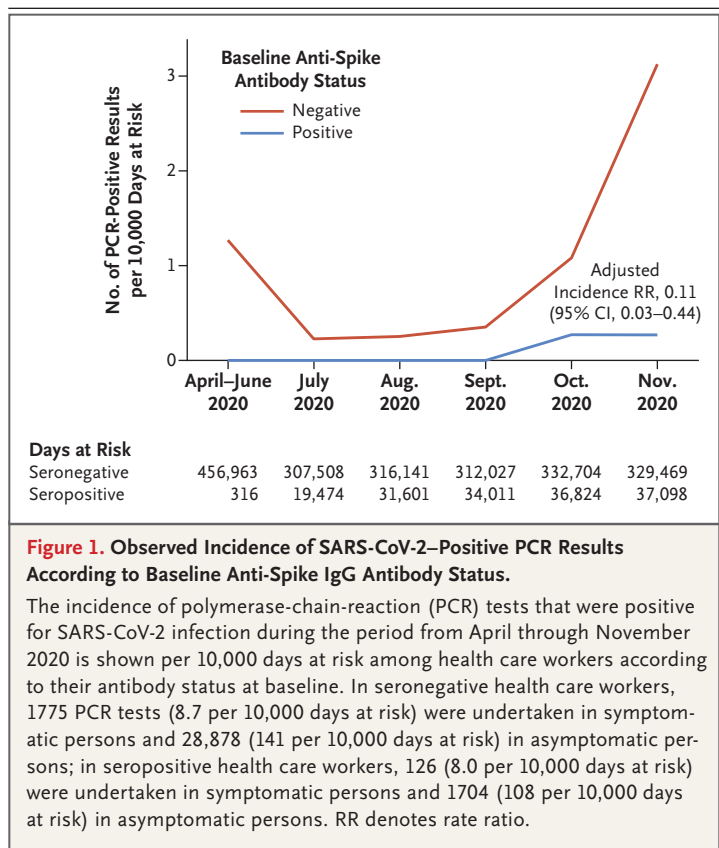 Baseline Anti-Spike
Antibody Status
Negative
Positive
No. of PCR-Positive Results
per 10,000 Days at Risk
3
2
1
0
Adjusted
Incidence RR, 0.11
(95% CI, 0.03–0.44)
April–June July Aug. Sept. Oct. Nov.
2020 2020 2020 2020 2020 2020
Days at Risk
Seronegative 456,963 307,508 316,141 312,027 332,704 329,469
Seropositive 316 19,474 31,601 34,011 36,824 37,098
Figure 1. Observed Incidence of SARS-CoV-2–Positive PCR Results
According to Baseline Anti-Spike IgG Antibody Status.
The incidence of polymerase-chain-reaction (PCR) tests that were positive
for SARS-CoV-2 infection during the period from April through November
2020 is shown per 10,000 days at risk among health care workers according
to their antibody status at baseline. In seronegative health care workers,
1775 PCR tests (8.7 per 10,000 days at risk) were undertaken in symptom-
atic persons and 28,878 (141 per 10,000 days at risk) in asymptomatic per-
sons; in seropositive health care workers, 126 (8.0 per 10,000 days at risk)
were undertaken in symptomatic persons and 1704 (108 per 10,000 days
at risk) in asymptomatic persons. RR denotes rate ratio.